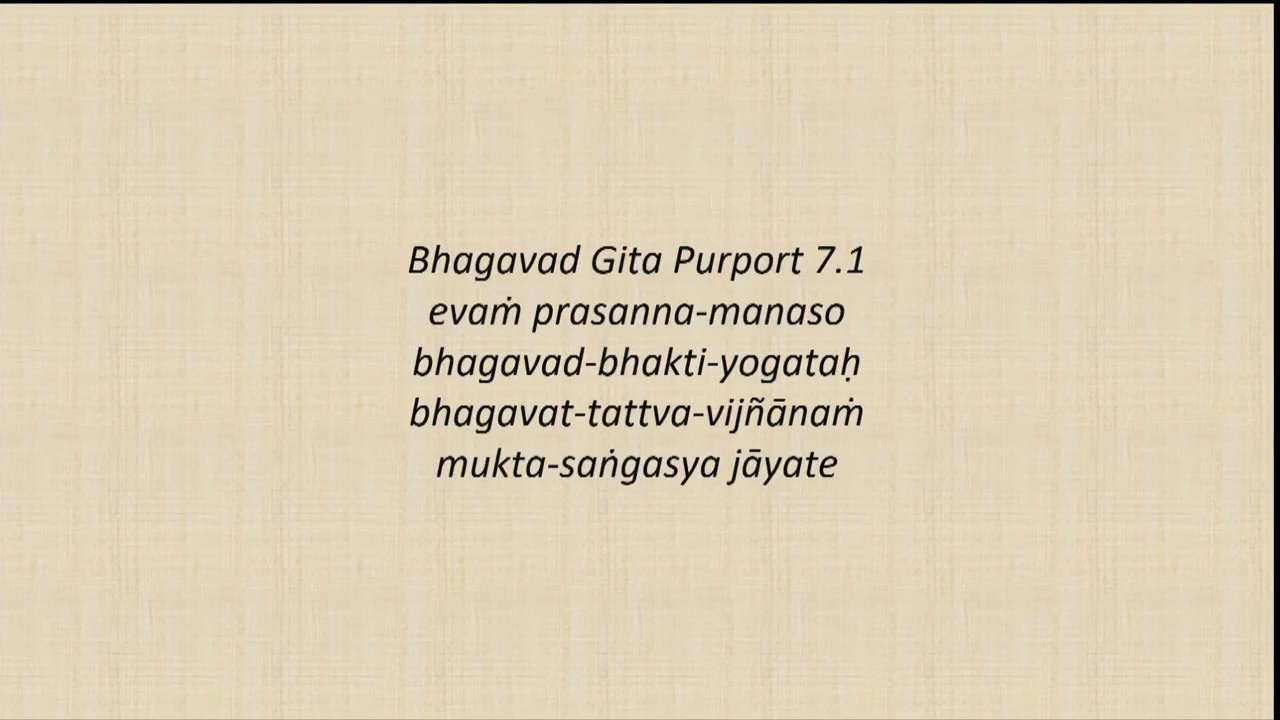 Bhagavad Gita Purport 7.1
evaṁ prasanna-manaso
bhagavad-bhakti-yogataḥ
bhagavat-tattva-vijñānaṁ
mukta-saṅgasya jāyate